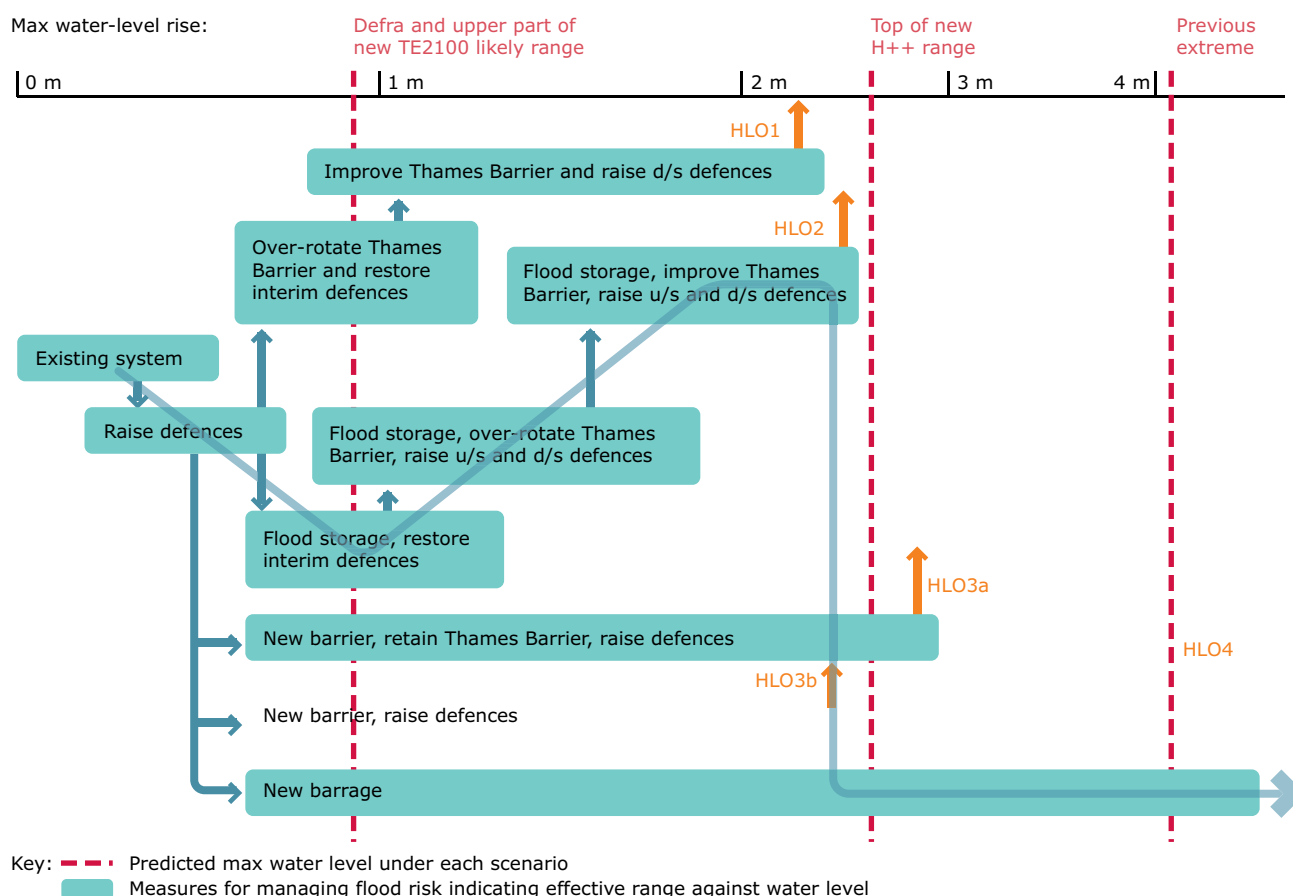 Max water-level rise:
Defra and upper part of
new TE2100 likely range
Top of new
H++ range
Previous
extreme
0 m
1 m
2 m
3 m
4 m
HLO1
Improve Thames Barrier and raise d/s defences
HLO2
Over-rotate Thames
Barrier and restore
interim defences
Flood storage, improve Thames
Barrier, raise u/s and d/s defences
Existing system
Raise defences
Flood storage, over-rotate Thames
Barrier, raise u/s and d/s defences
Flood storage, restore
interim defences
HLO3a
New barrier, retain Thames Barrier, raise defences
HLO4
HLO3b
New barrier, raise defences
New barrage
Key:
Predicted max water level under each scenario
Measures for managing flood risk indicating effective range against water level